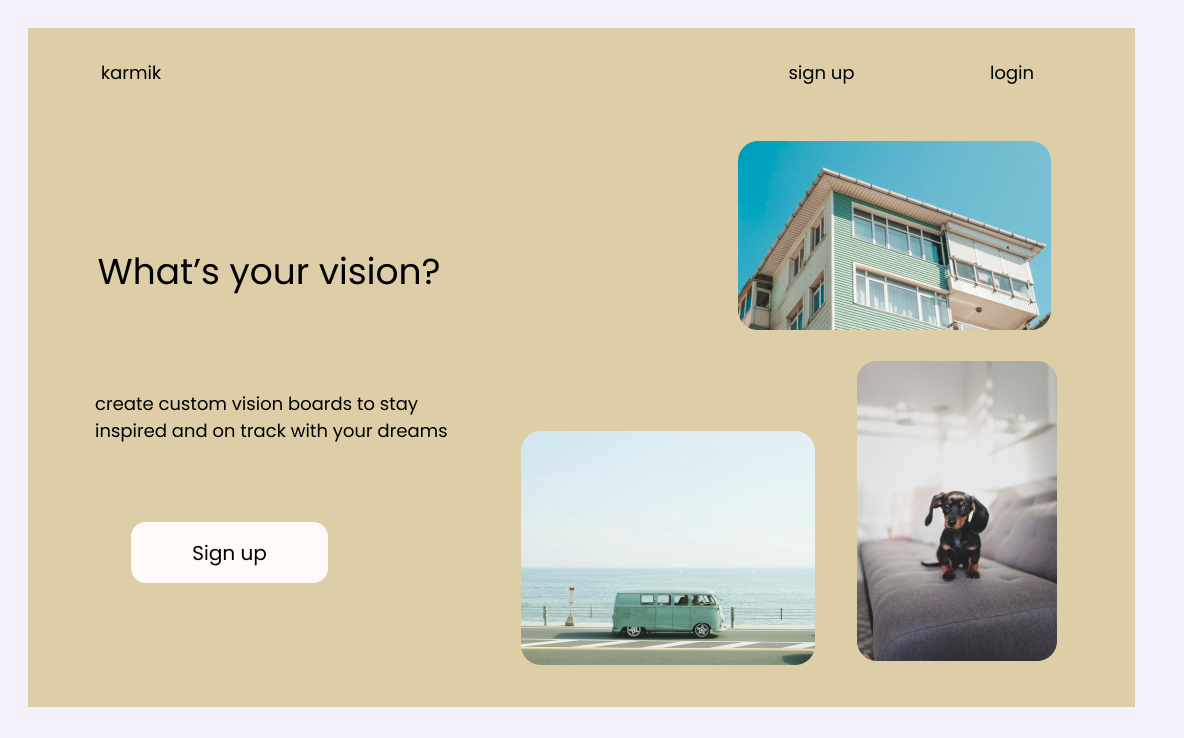 karmik
sign up
login
What’s your vision?
create custom vision boards to stay
inspired and on track with your dreams
Sign up